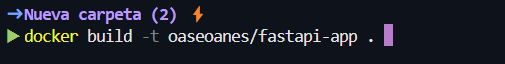 ➜Nueva carpeta (2) ⚡
▶docker build -t oaseoanes/fastapi-app .